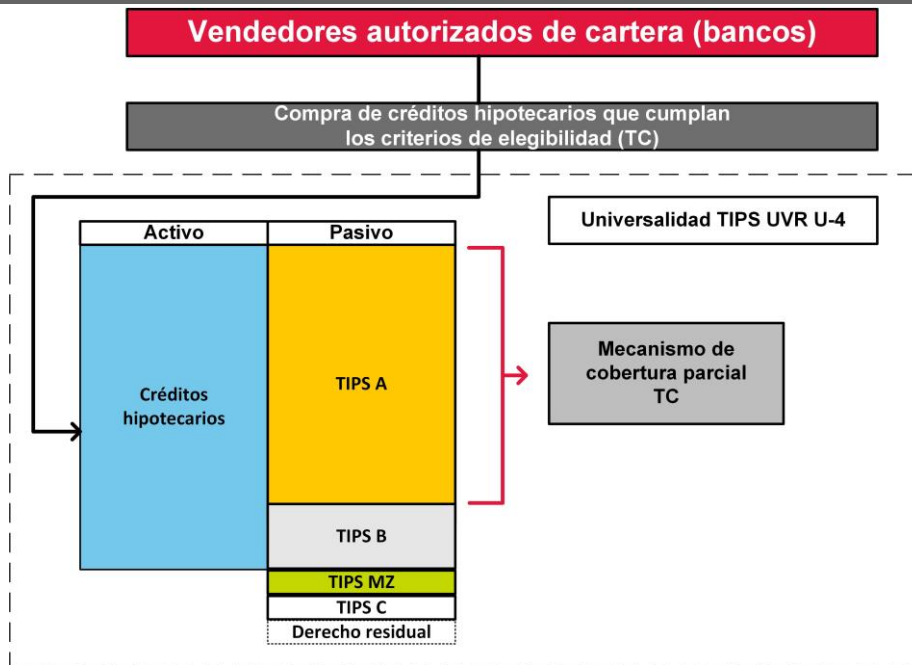 Vendedores autorizados de cartera (bancos)
Compra de créditos hipotecarios que cumplan
los criterios de elegibilidad (TC)
Universalidad TIPS UVR U-4
Activo
Pasivo
Créditos
hipotecarios
TIPS A
Mecanismo de
cobertura parcial
TC
TIPS B
TIPS MZ
TIPS C
Derecho residual